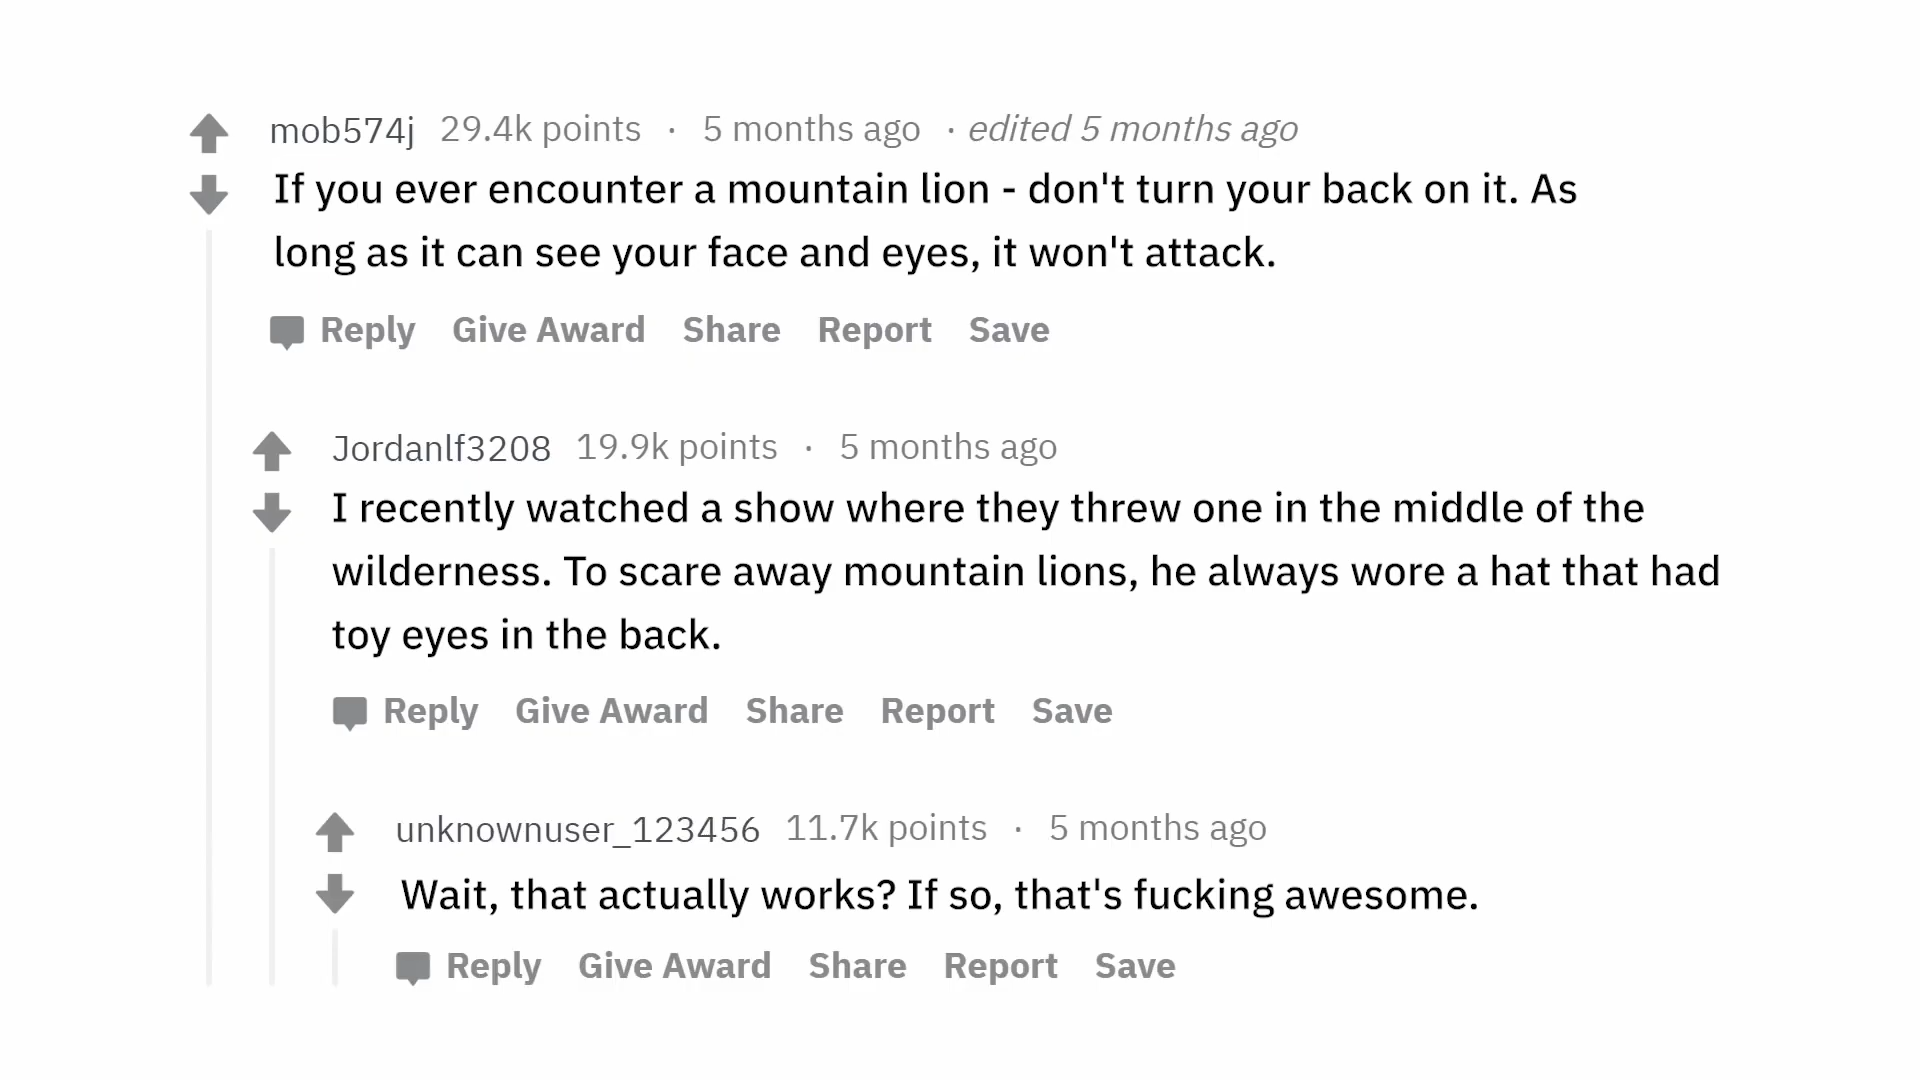 mob574j 29.4k points · 5 months ago · edited 5 months ago
If you ever encounter a mountain lion - don't turn your back on it. As
long as it can see your face and eyes, it won't attack.
Reply Give Award Share Report Save
Jordanlf3208 19.9k points · 5 months ago
I recently watched a show where they threw one in the middle of the
wilderness. To scare away mountain lions, he always wore a hat that had
toy eyes in the back.
Reply Give Award Share Report Save
unknownuser_123456 11.7k points · 5 months ago
Wait, that actually works? If so, that's fucking awesome.
Reply Give Award Share Report Save